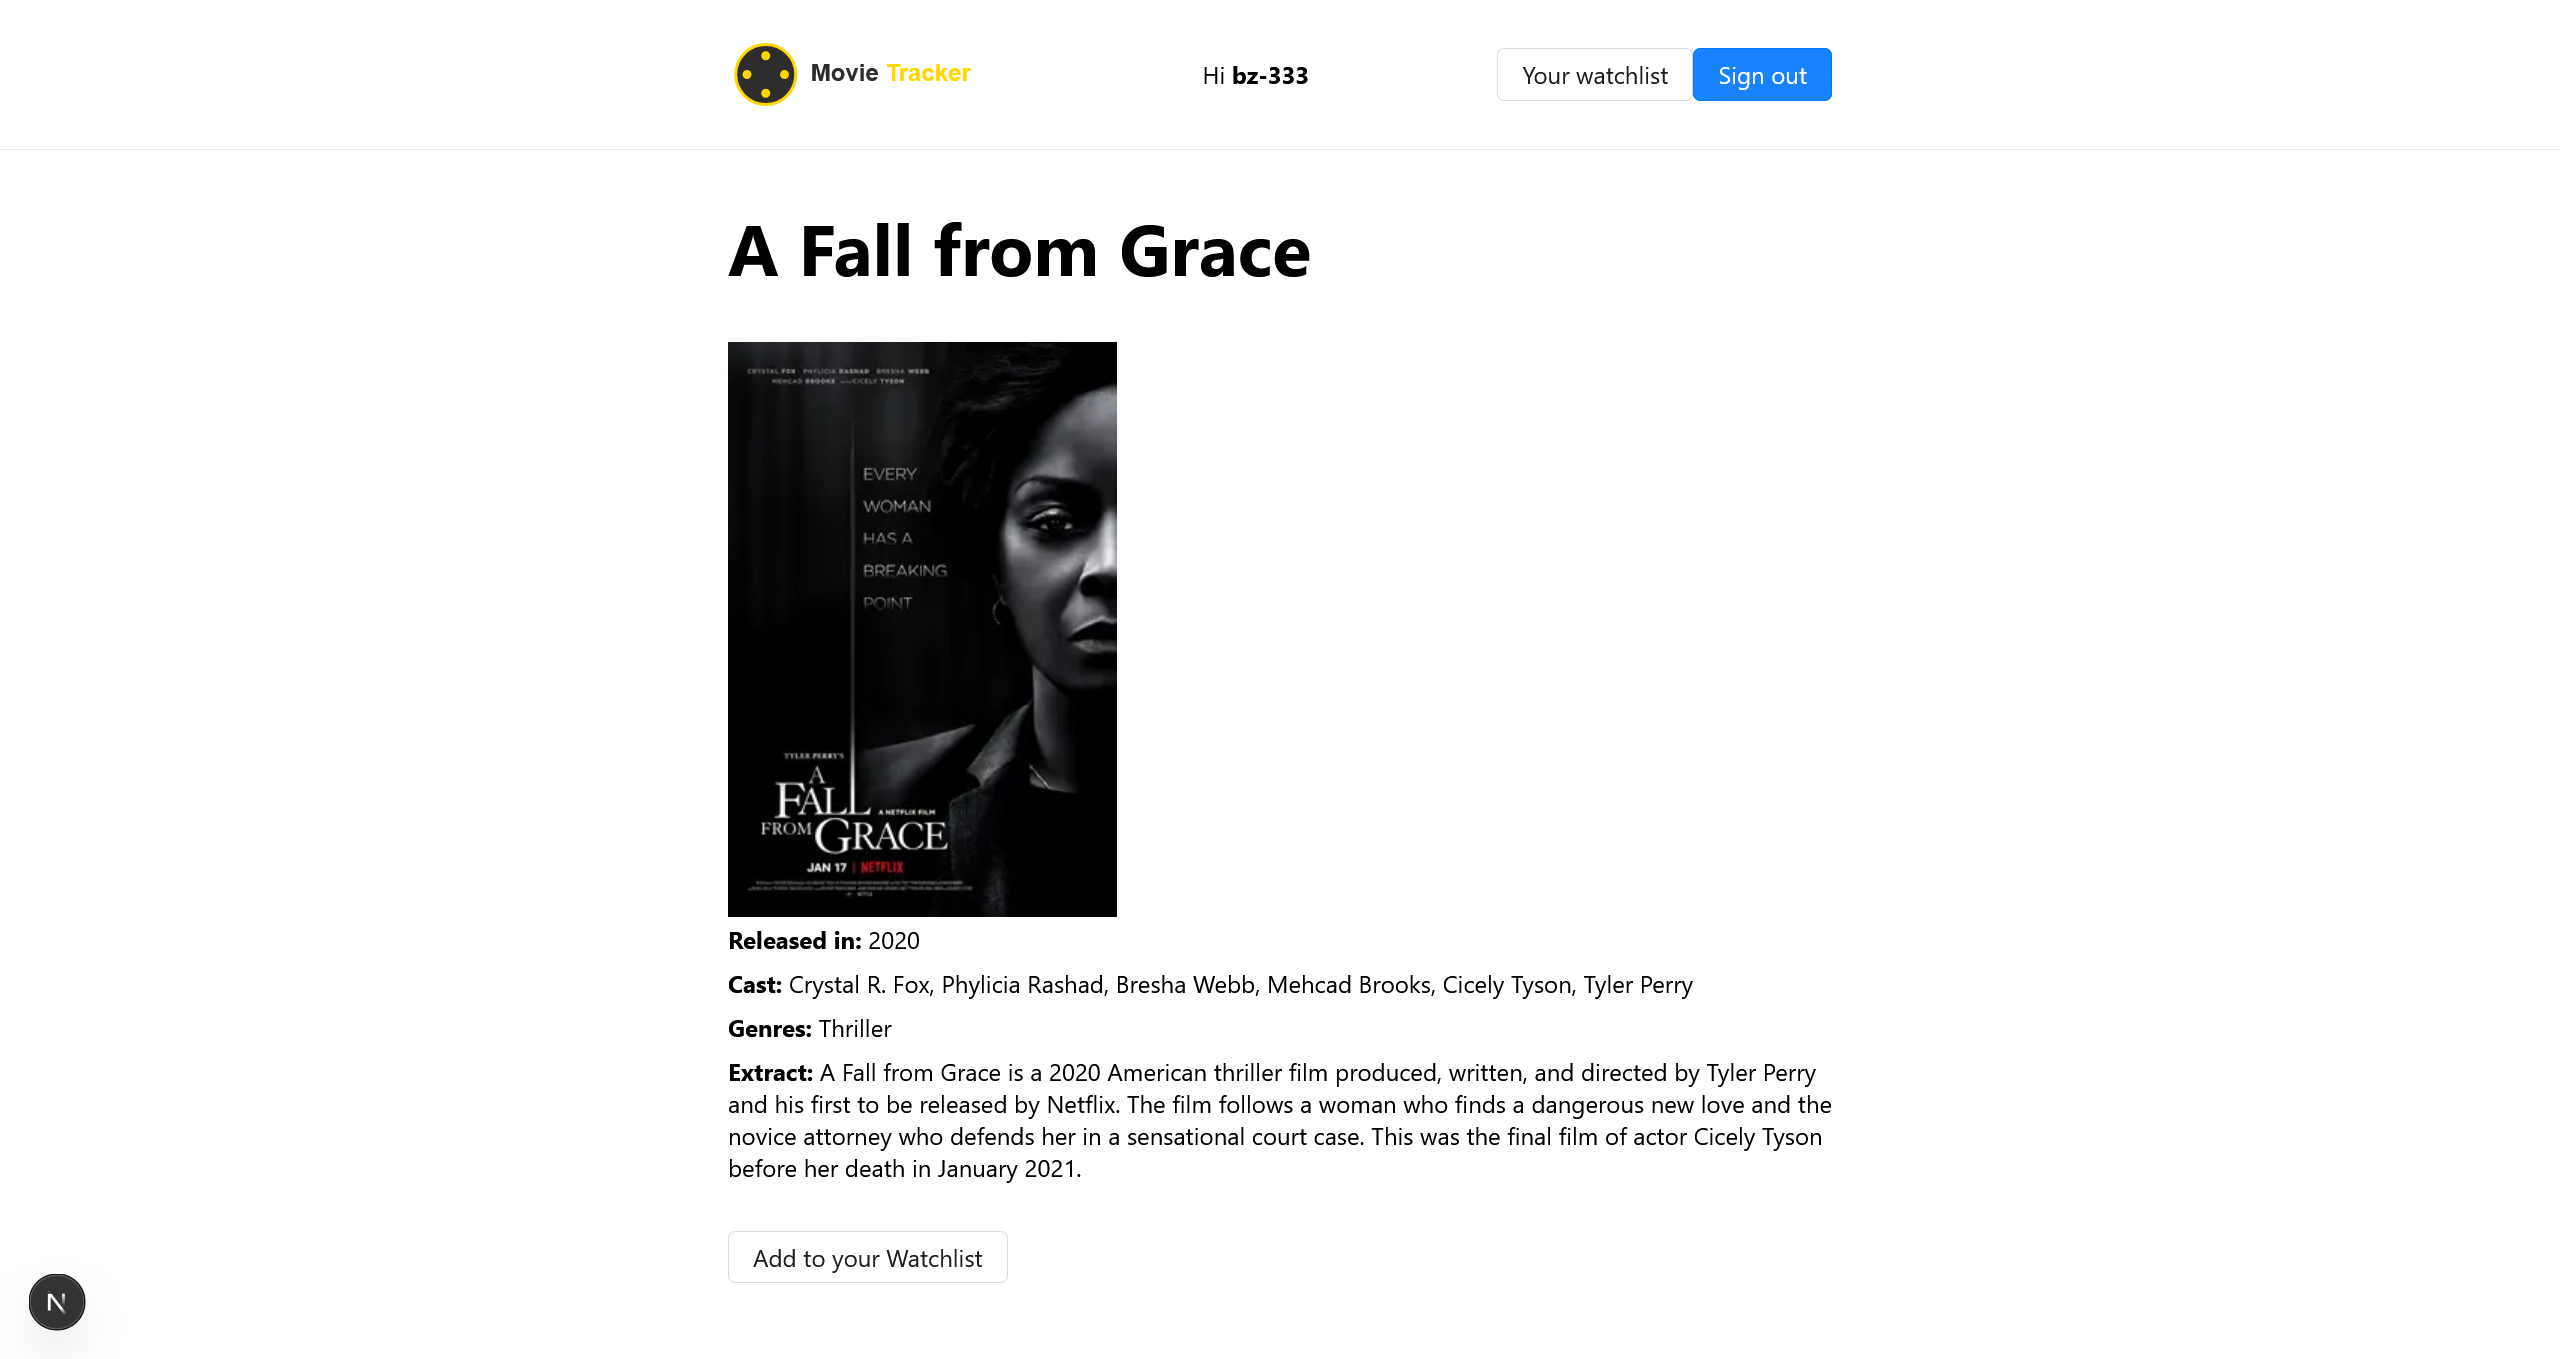 Movie Tracker
Hi bz-333
Your watchlist
Sign out
A Fall from Grace
CRYSTAL FOX PHYLICIA RASHAD BRESHA WEBB
MEHCAD BROOKS CICELY TYSON
EVERY
WOMAN
HAS A
BREAKING
POINT
TYLER PERRY'S
A
FALL
A NETFLIX FILM
FROM GRACE
JAN 17 | NETFLIX
Released in: 2020
Cast: Crystal R. Fox, Phylicia Rashad, Bresha Webb, Mehcad Brooks, Cicely Tyson, Tyler Perry
Genres: Thriller
Extract: A Fall from Grace is a 2020 American thriller film produced, written, and directed by Tyler Perry
and his first to be released by Netflix. The film follows a woman who finds a dangerous new love and the
novice attorney who defends her in a sensational court case. This was the final film of actor Cicely Tyson
before her death in January 2021.
Add to your Watchlist
N